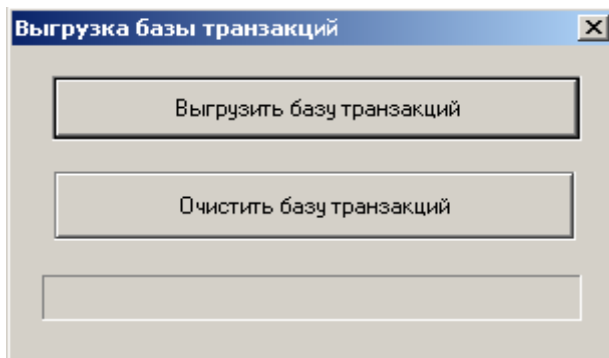 Выгрузка базы транзакций
Выгрузить базу транзакций
Очистить базу транзакций